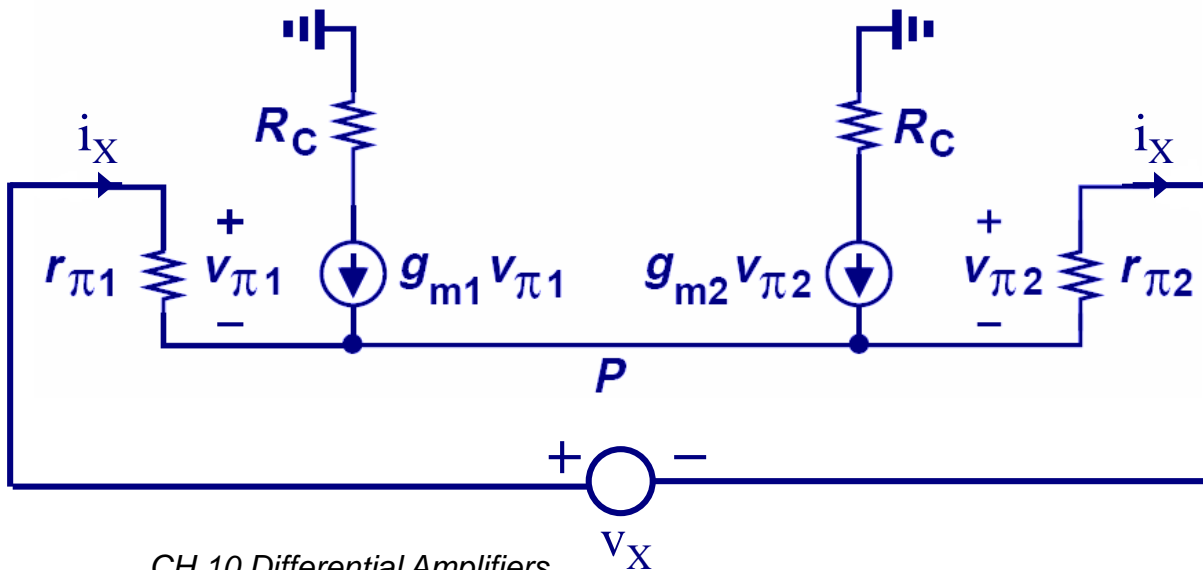 R_C R_C
i_X i_X
+ +
r_π1 v_π1 g_m1 v_π1 g_m2 v_π2 v_π2 r_π2
− −
P
+ −
v_X
CH 10 Differential Amplifiers